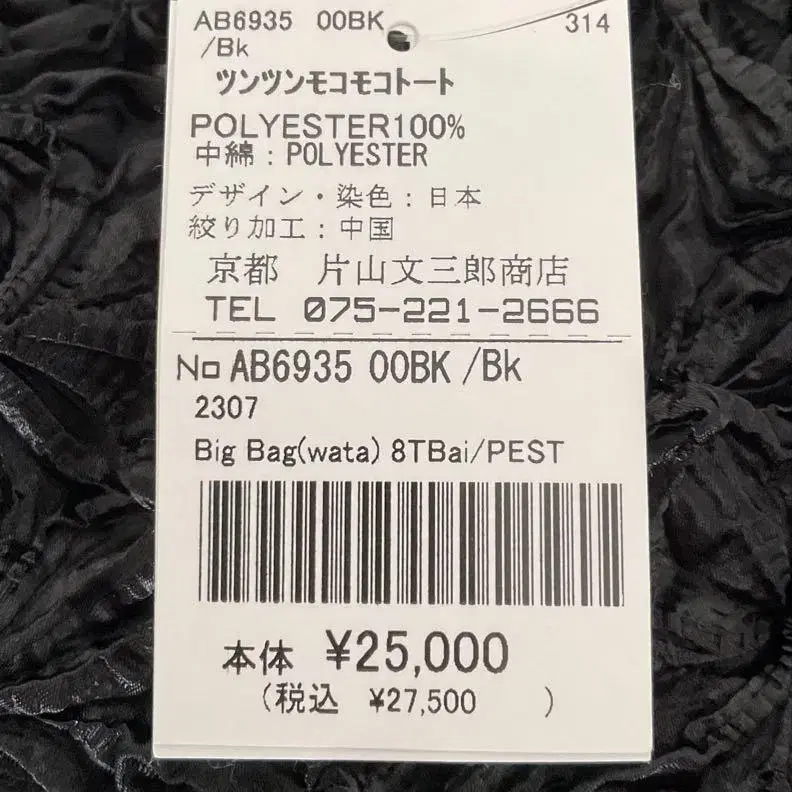 AB6935 00BK 314
/Bk
ツンツンモコモコトート
POLYESTER100%
中綿：POLYESTER
デザイン・染色：日本
絞り加工：中国
京都 片山文三郎商店
TEL 075-221-2666
No AB6935 00BK /Bk
2307
Big Bag(wata) 8TBai/PEST
本体 ¥25,000
（税込 ¥27,500 ）